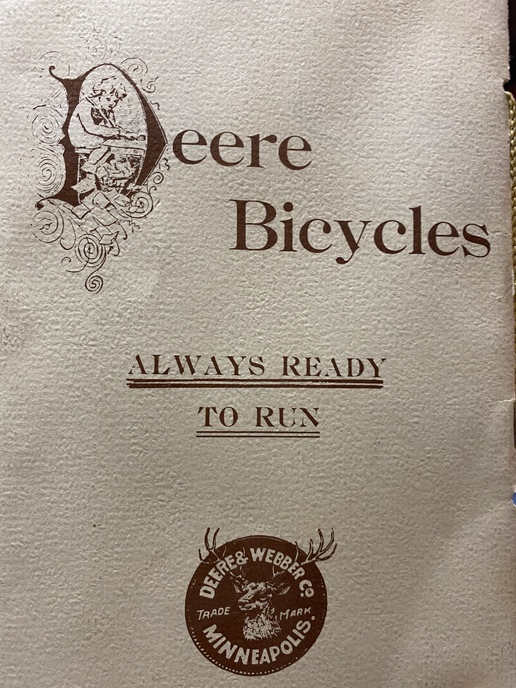 Deere
Bicycles
ALWAYS READY
TO RUN
DEERE & WEBBER Co
TRADE MARK
MINNEAPOLIS.